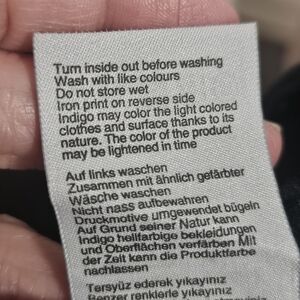 Turn inside out before washing
Wash with like colours
Do not store wet
Iron print on reverse side
Indigo may color the light colored
clothes and surface thanks to its
nature. The color of the product
may be lightened in time
Auf links waschen
Zusammen mit ähnlich gefärbter
Wäsche waschen
Nicht nass aufbewahren
Druckmotive umgewendet bügeln
Auf Grund seiner Natur kann
Indigo hellfarbige bekleidungen
und Oberflächen verfärben Mit
der Zeit kann die Produktfarbe
nachlassen
Tersyüz ederek yıkayınız
Benzer renklerle yıkayınız